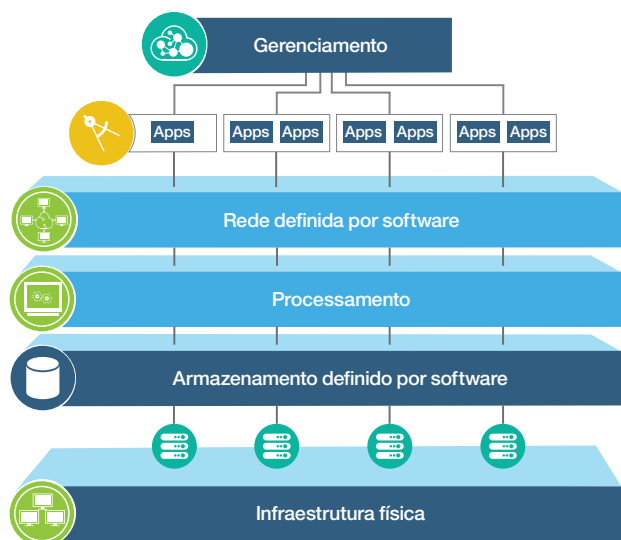 Gerenciamento
Apps Apps Apps Apps Apps Apps Apps
Rede definida por software
Processamento
Armazenamento definido por software
Infraestrutura física